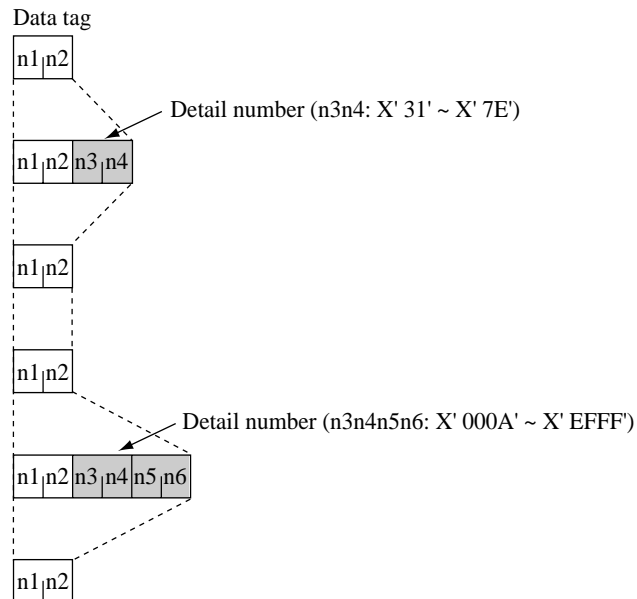 Data tag
n1 n2
Detail number (n3n4: X' 31' ~ X' 7E')
n1 n2 n3 n4
n1 n2
n1 n2
Detail number (n3n4n5n6: X' 000A' ~ X' EFFF')
n1 n2 n3 n4 n5 n6
n1 n2